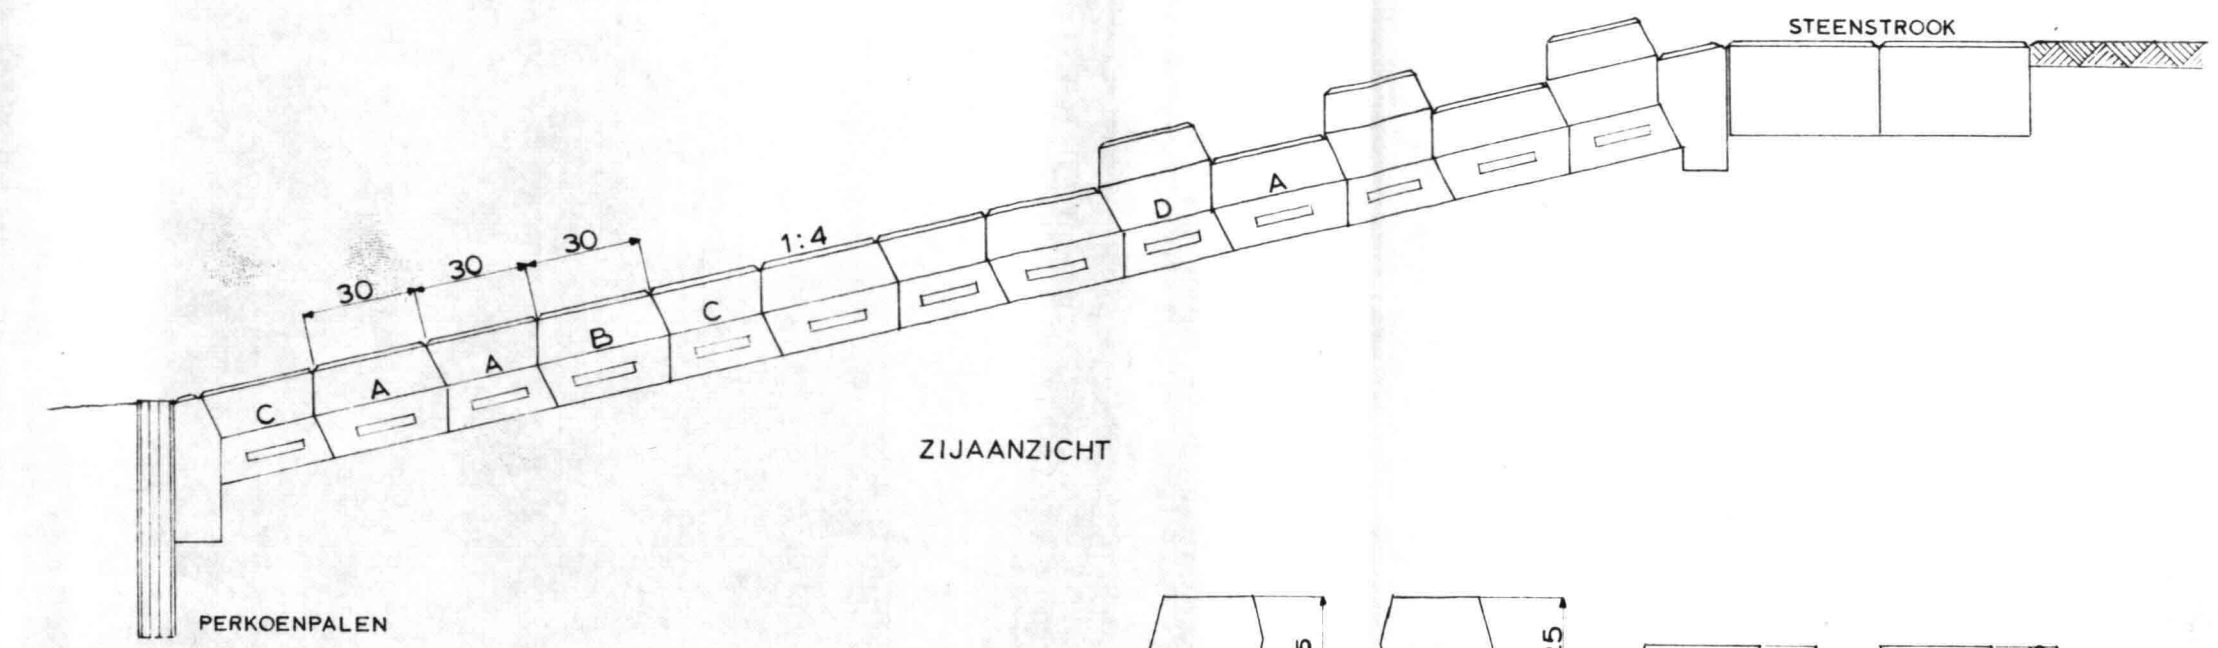 STEENSTROOK
D
A
30
30
30
1:4
C
A
A
B
C
ZIJAANZICHT
PERKOENPALEN